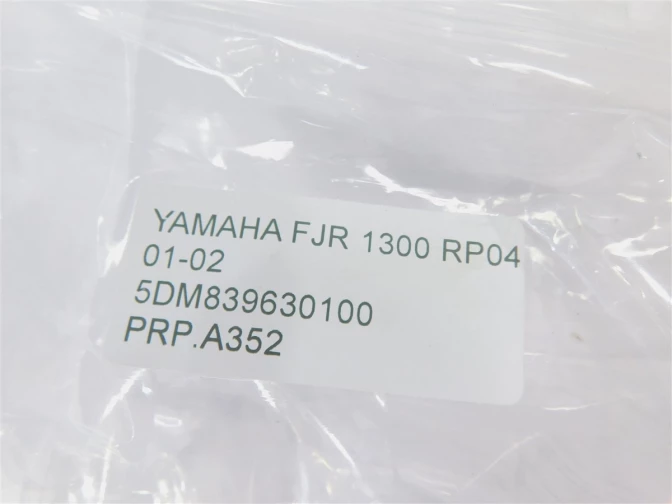 YAMAHA FJR 1300 RP04
01-02
5DM839630100
PRP.A352